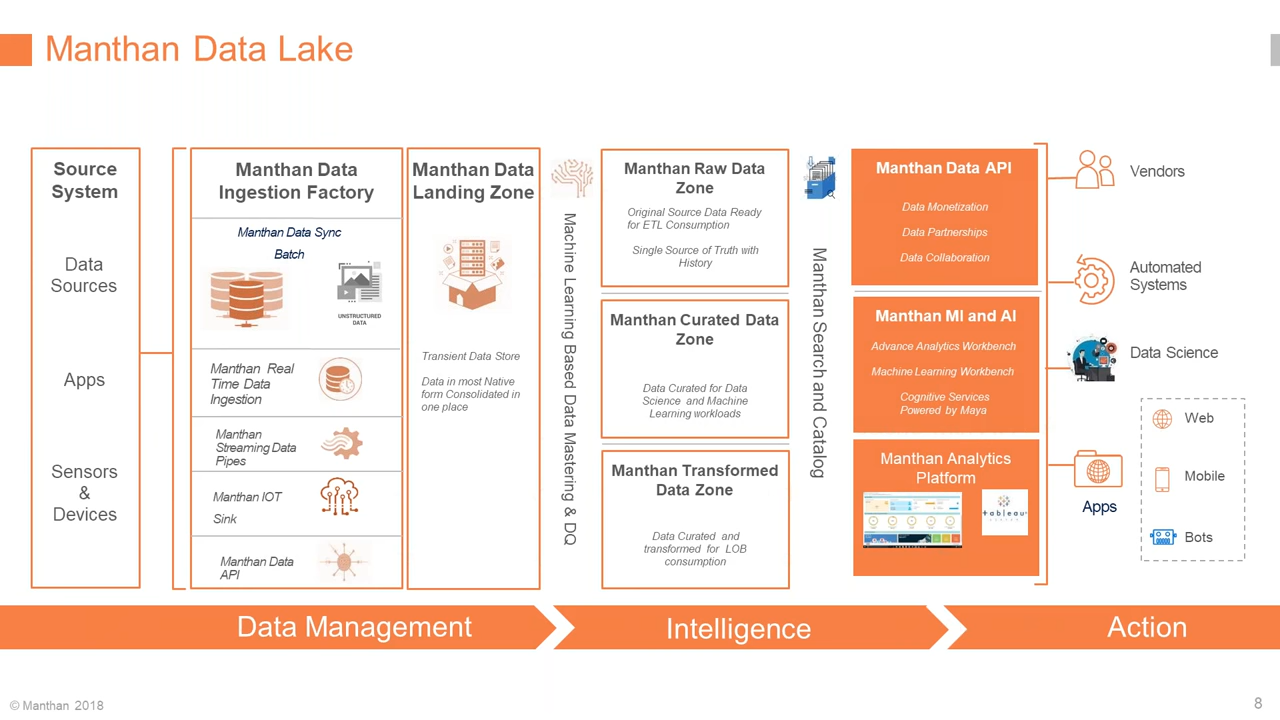 Manthan Data Lake
Source
System
Data
Sources
Apps
Sensors
&
Devices
Manthan Data
Ingestion Factory
Manthan Data Sync
Batch
UNSTRUCTURED
DATA
Manthan Real
Time Data
Ingestion
Manthan
Streaming Data
Pipes
Manthan IOT
Sink
Manthan Data
API
Manthan Data
Landing Zone
Transient Data Store
Data in most Native
form Consolidated in
one place
Machine Learning Based Data Mastering & DQ
Manthan Raw Data
Zone
Original Source Data Ready
for ETL Consumption
Single Source of Truth with
History
Manthan Curated Data
Zone
Data Curated for Data
Science and Machine
Learning workloads
Manthan Transformed
Data Zone
Data Curated and
transformed for LOB
consumption
Manthan Search and Catalog
Manthan Data API
Data Monetization
Data Partnerships
Data Collaboration
Manthan MI and AI
Advance Analytics Workbench
Machine Learning Workbench
Cognitive Services
Powered by Maya
Manthan Analytics
Platform
tableau
Vendors
Automated
Systems
Data Science
Apps
Web
Mobile
Bots
Data Management
Intelligence
Action
© Manthan 2018
8